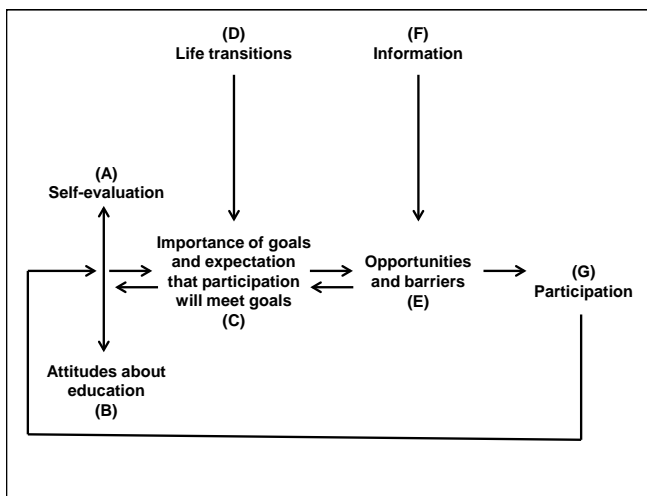 (D)
Life transitions
(F)
Information
(A)
Self-evaluation
Importance of goals
and expectation
that participation
will meet goals
(C)
Opportunities
and barriers
(E)
(G)
Participation
Attitudes about
education
(B)